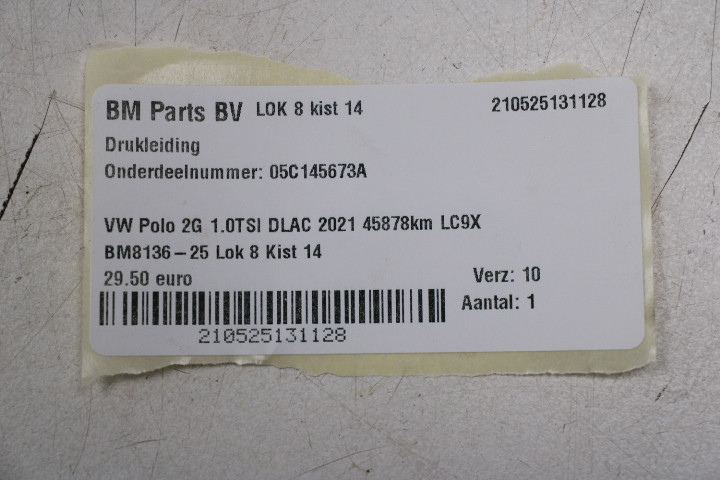 BM Parts BV LOK 8 kist 14 210525131128
Drukleiding
Onderdeelnummer: 05C145673A
VW Polo 2G 1.0TSI DLAC 2021 45878km LC9X
BM8136-25 Lok 8 Kist 14
29.50 euro Verz: 10
Aantal: 1
210525131128